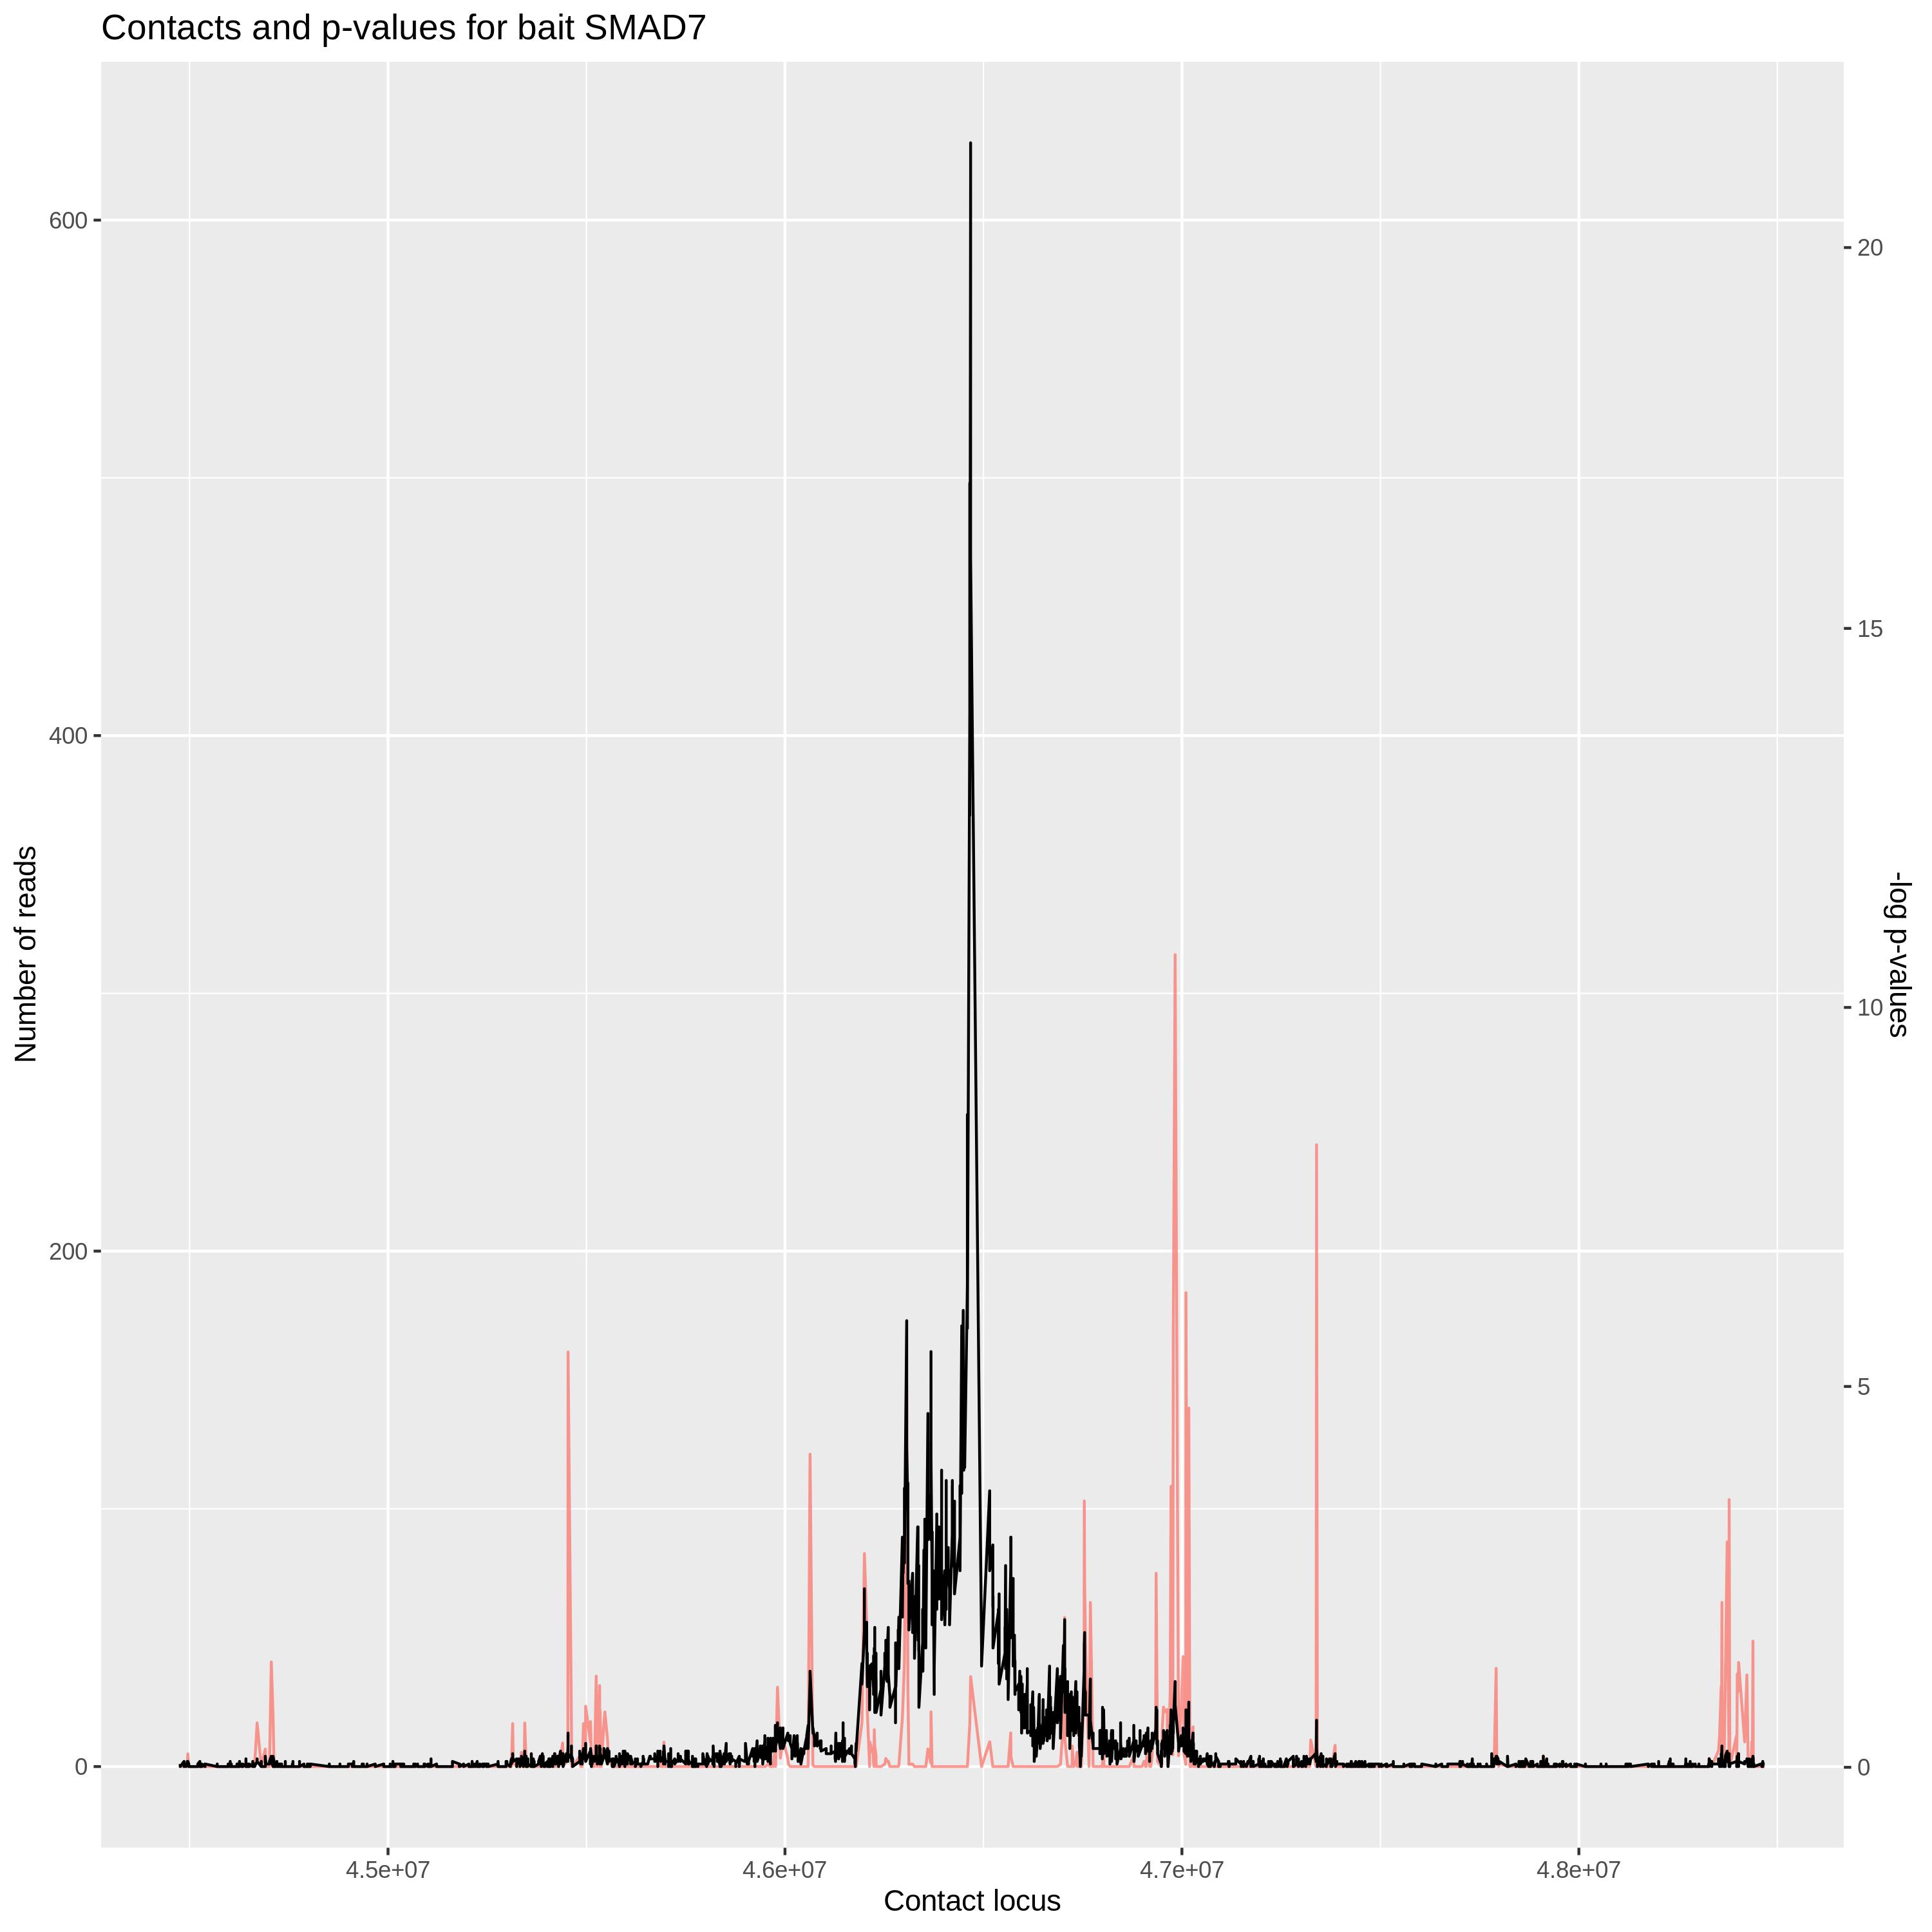 Contacts and p-values for bait SMAD7
600
400
200
0
Number of reads
20
15
10
5
0
-log p-values
4.5e+07
4.6e+07
4.7e+07
4.8e+07
Contact locus